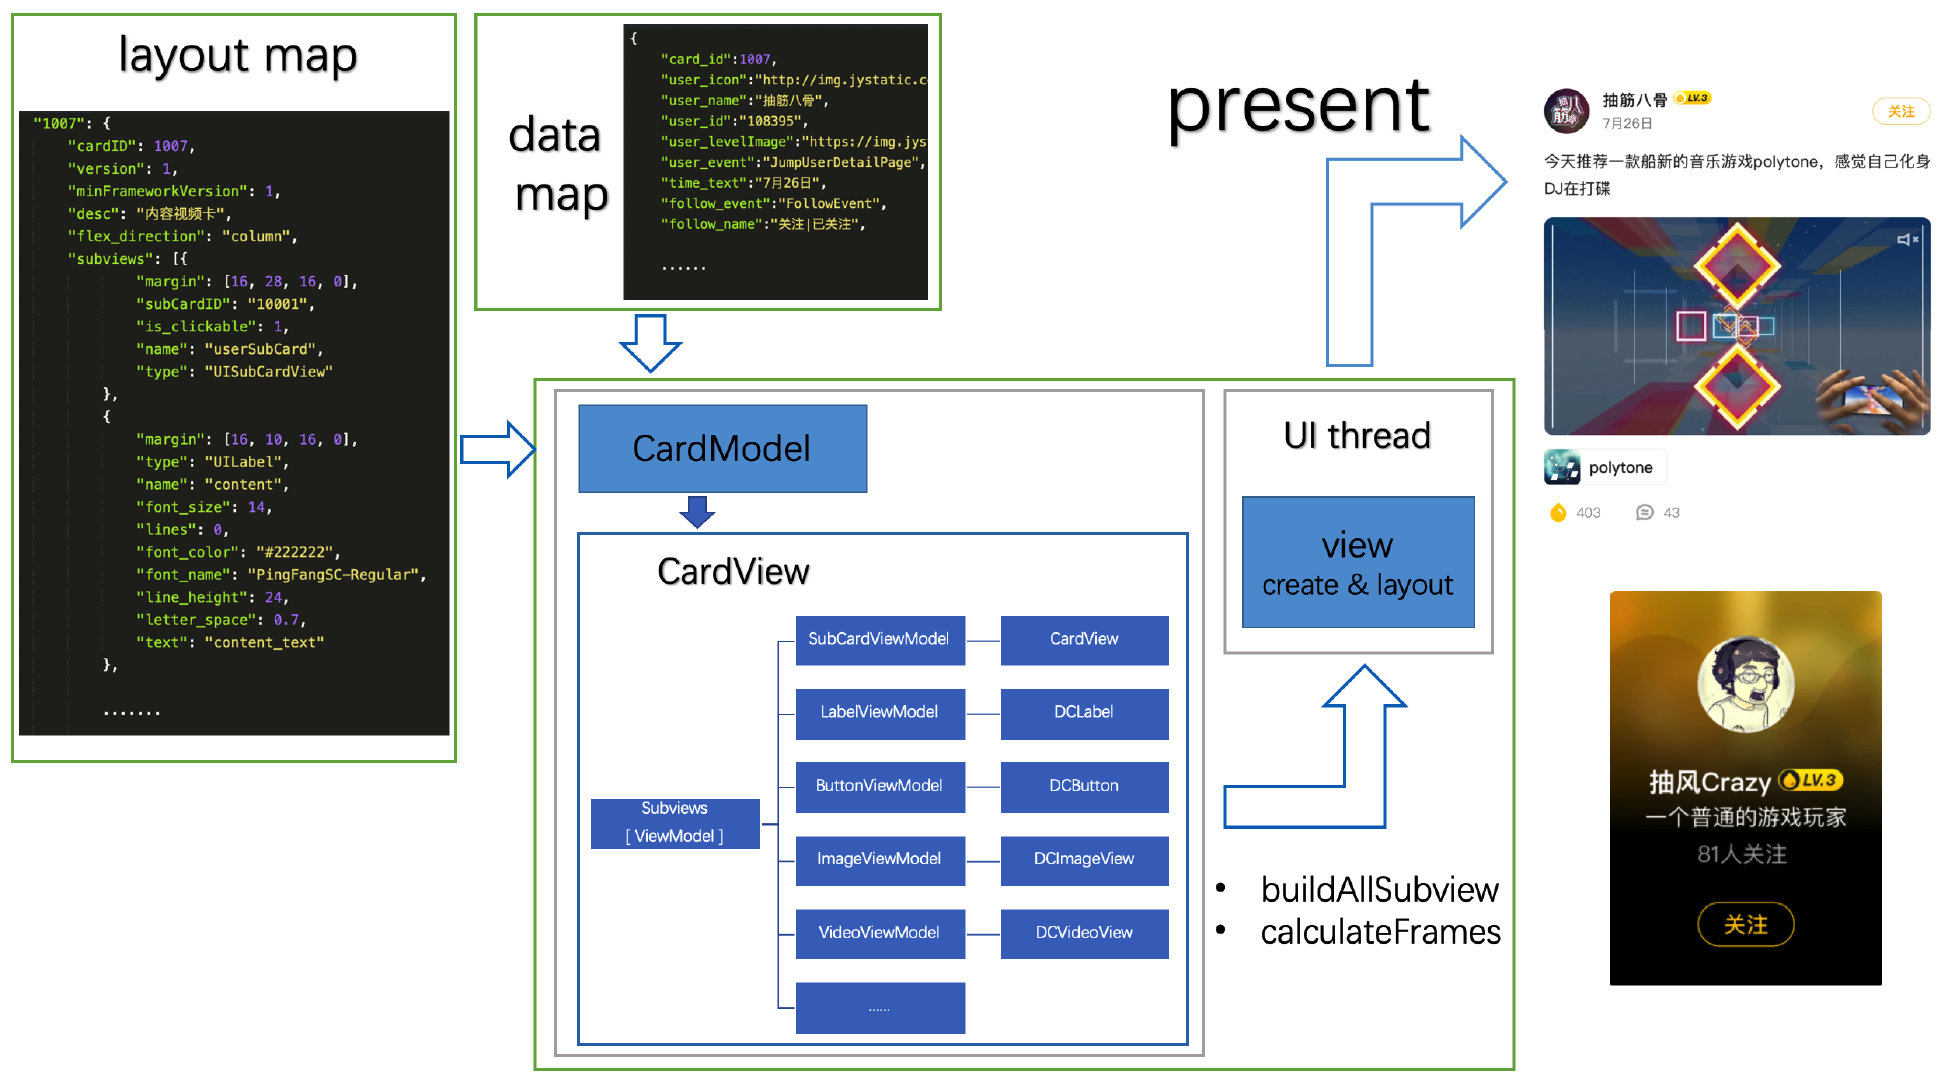 layout map
"1007": {
"cardID": 1007,
"version": 1,
"minFrameworkVersion": 1,
"desc": "内容视频卡",
"flex_direction": "column",
"subviews": [{
"margin": [16, 28, 16, 0],
"subCardID": "10001",
"is_clickable": 1,
"name": "userSubCard",
"type": "UISubCardView"
},
{
"margin": [16, 10, 16, 0],
"type": "UILabel",
"name": "content",
"font_size": 14,
"lines": 0,
"font_color": "#222222",
"font_name": "PingFangSC-Regular",
"line_height": 24,
"letter_space": 0.7,
"text": "content_text"
},
.......
data
map
{
"card_id":1007,
"user_icon":"http://img.jystatic.c
"user_name":"抽筋八骨",
"user_id":"108395",
"user_levelImage":"https://img.jys
"user_event":"JumpUserDetailPage",
"time_text":"7月26日",
"follow_event":"FollowEvent",
"follow_name":"关注|已关注",
......
CardModel
CardView
Subviews
[ ViewModel ]
SubCardViewModel
CardView
LabelViewModel
DCLabel
ButtonViewModel
DCButton
ImageViewModel
DCImageView
VideoViewModel
DCVideoView
......
UI thread
view
create & layout
• buildAllSubview
• calculateFrames
present
抽筋八骨 LV.3
7月26日
关注
今天推荐一款船新的音乐游戏polytone，感觉自己化身
DJ在打碟
polytone
403 43
抽风Crazy LV.3
一个普通的游戏玩家
81人关注
关注